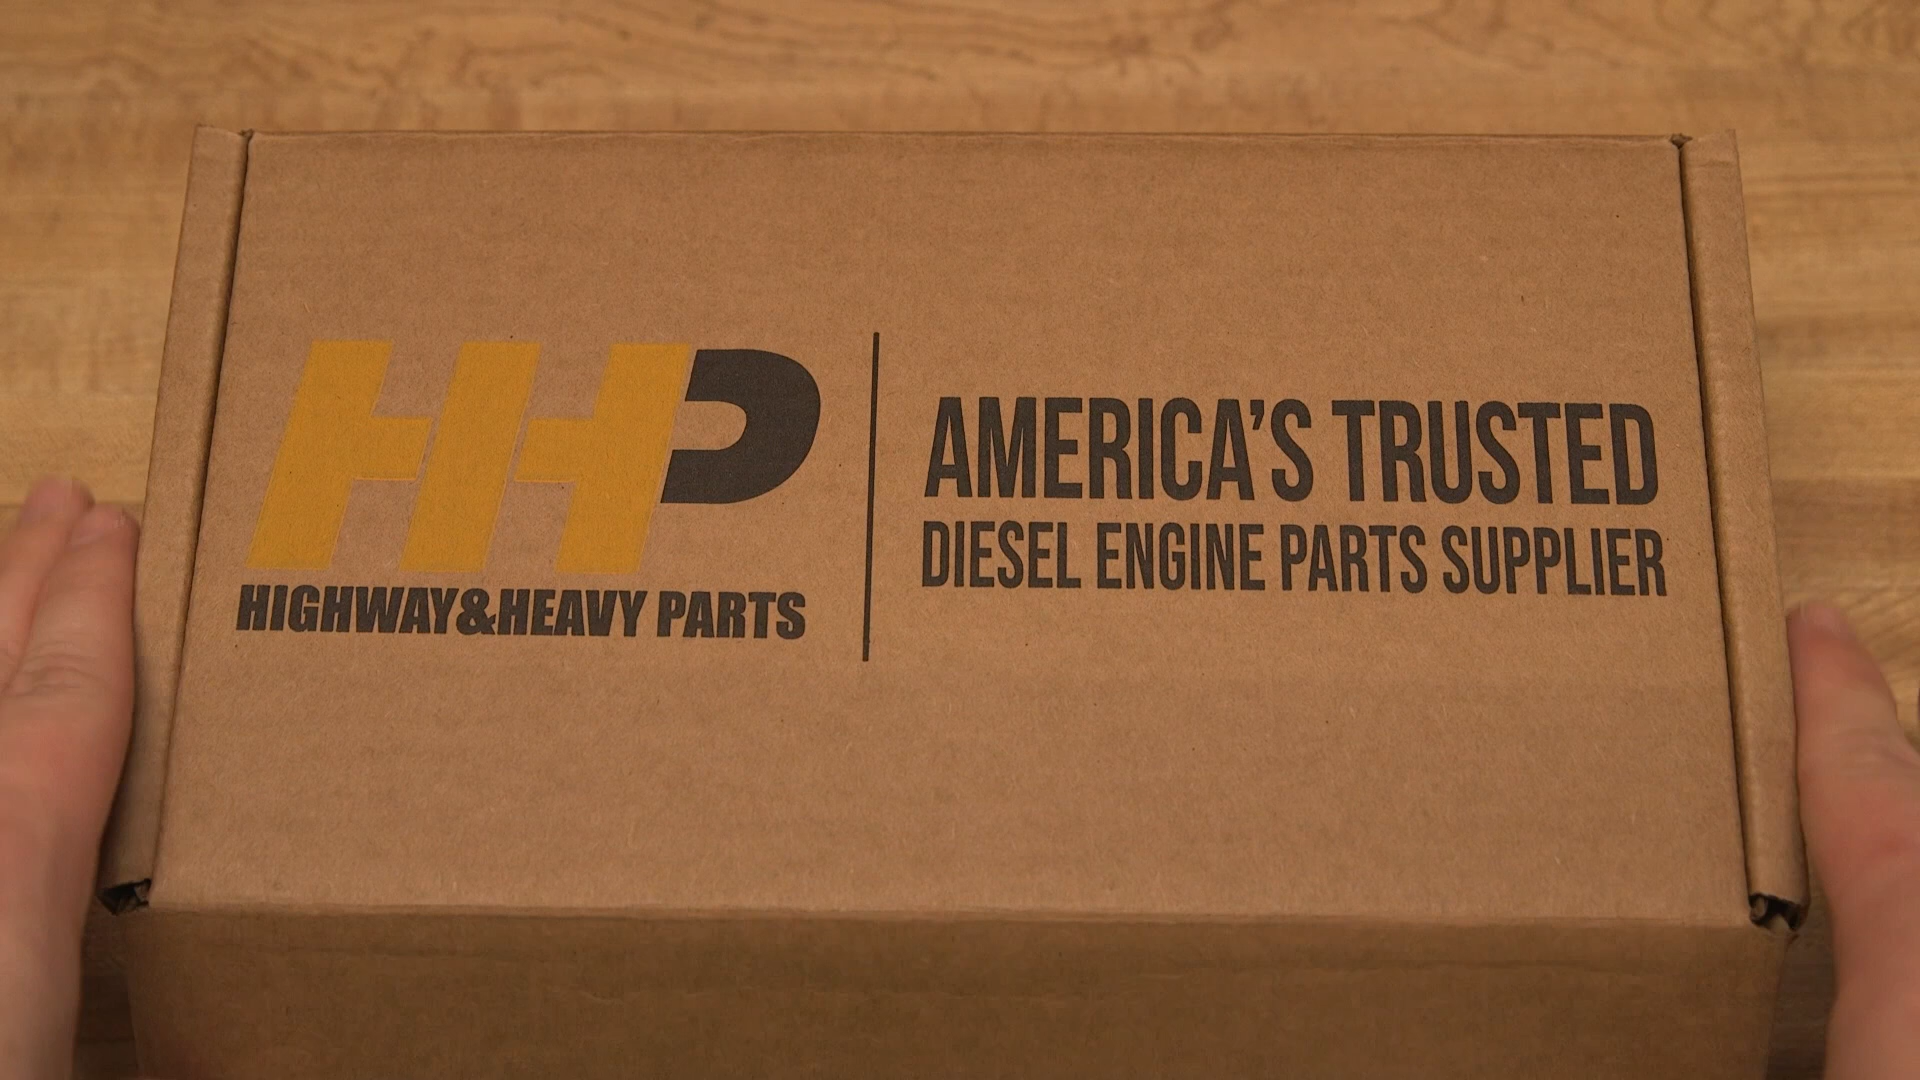 HHP
HIGHWAY&HEAVY PARTS
AMERICA'S TRUSTED
DIESEL ENGINE PARTS SUPPLIER